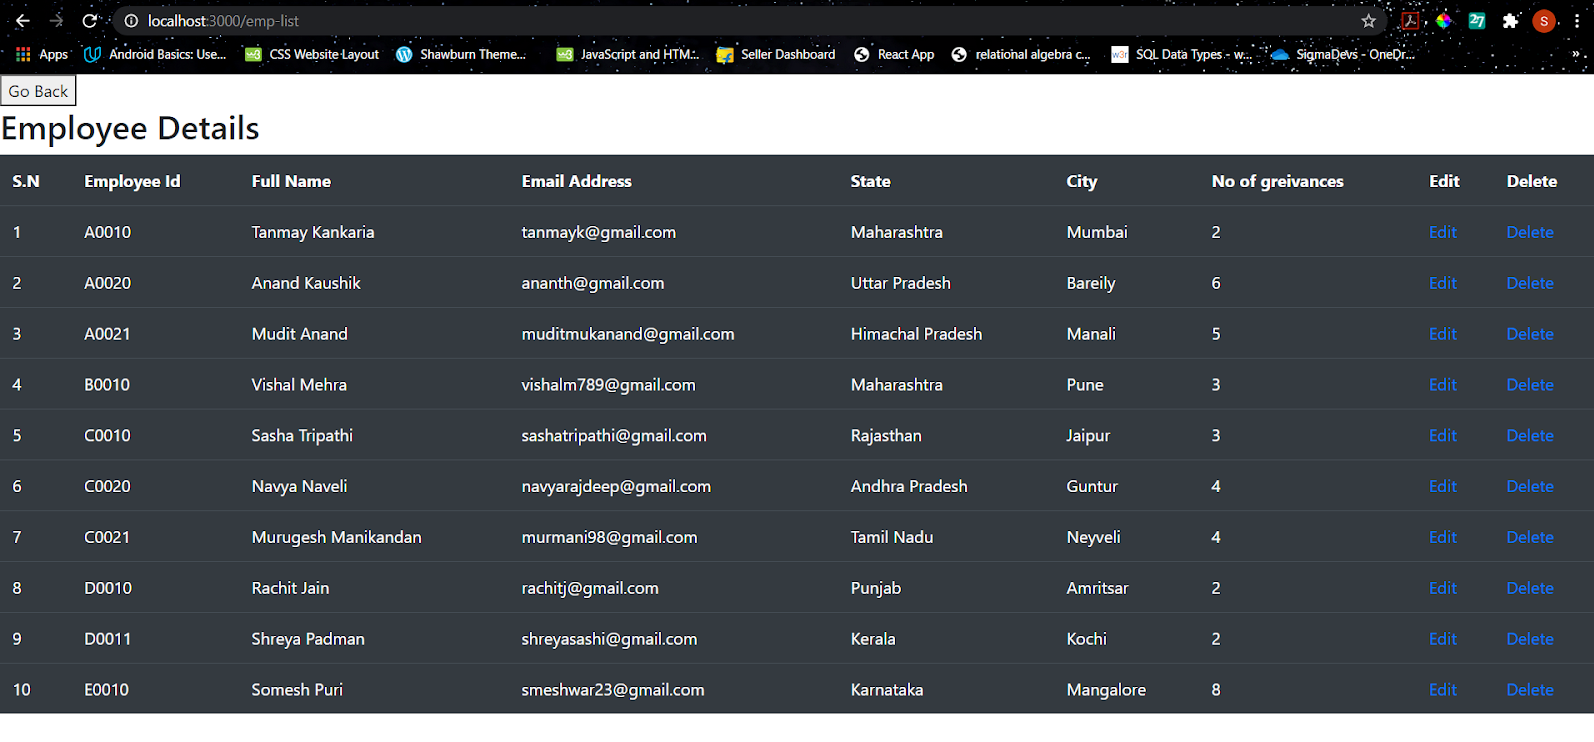 localhost:3000/emp-list
27
S
Apps Android Basics: Use... w3 CSS Website Layout Shawburn Theme... w3 JavaScript and HTM... Seller Dashboard React App relational algebra c... w3r SQL Data Types - w... SigmaDevs - OneDr... »
Go Back
Employee Details
S.N Employee Id Full Name Email Address State City No of greivances Edit Delete
1 A0010 Tanmay Kankaria tanmayk@gmail.com Maharashtra Mumbai 2 Edit Delete
2 A0020 Anand Kaushik ananth@gmail.com Uttar Pradesh Bareily 6 Edit Delete
3 A0021 Mudit Anand muditmukanand@gmail.com Himachal Pradesh Manali 5 Edit Delete
4 B0010 Vishal Mehra vishalm789@gmail.com Maharashtra Pune 3 Edit Delete
5 C0010 Sasha Tripathi sashatripathi@gmail.com Rajasthan Jaipur 3 Edit Delete
6 C0020 Navya Naveli navyarajdeep@gmail.com Andhra Pradesh Guntur 4 Edit Delete
7 C0021 Murugesh Manikandan murmani98@gmail.com Tamil Nadu Neyveli 4 Edit Delete
8 D0010 Rachit Jain rachitj@gmail.com Punjab Amritsar 2 Edit Delete
9 D0011 Shreya Padman shreyasashi@gmail.com Kerala Kochi 2 Edit Delete
10 E0010 Somesh Puri smeshwar23@gmail.com Karnataka Mangalore 8 Edit Delete